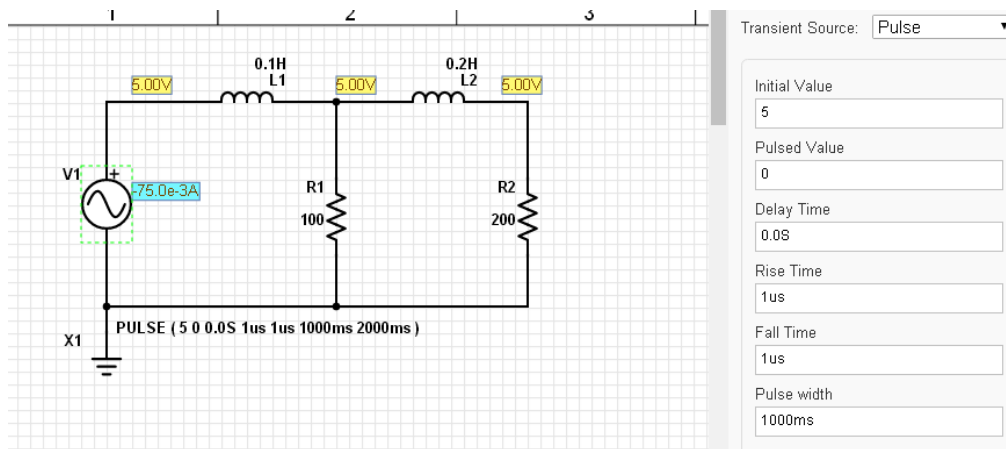 1
2
3
0.1H
L1
0.2H
L2
5.00V
5.00V
5.00V
V1
+
-75.0e-3A
R1
100
R2
200
PULSE ( 5 0 0.0S 1us 1us 1000ms 2000ms )
X1
Transient Source:
Pulse
Initial Value
5
Pulsed Value
0
Delay Time
0.0S
Rise Time
1us
Fall Time
1us
Pulse width
1000ms